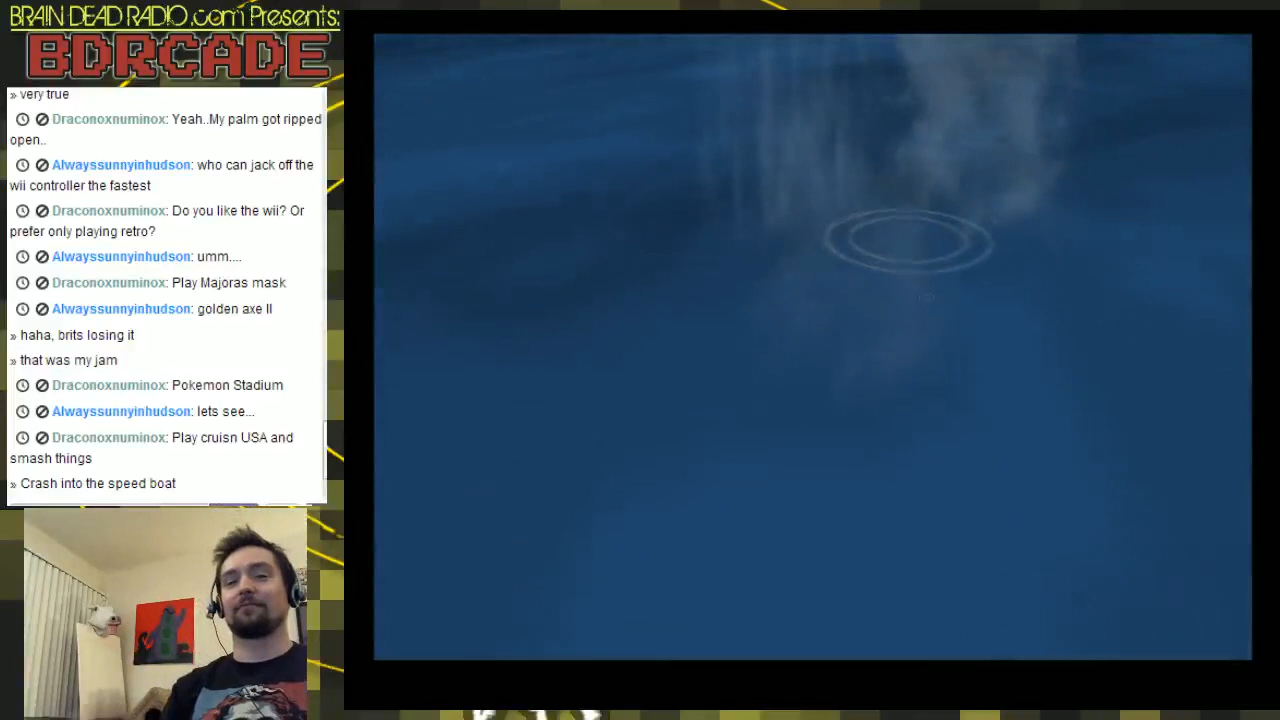 BRAIN DEAD RADIO.com Presents:
BDRCADE
» very true
Draconoxnuminox: Yeah..My palm got ripped
open..
Alwayssunnyinhudson: who can jack off the
wii controller the fastest
Draconoxnuminox: Do you like the wii? Or
prefer only playing retro?
Alwayssunnyinhudson: umm....
Draconoxnuminox: Play Majoras mask
Alwayssunnyinhudson: golden axe II
» haha, brits losing it
» that was my jam
Draconoxnuminox: Pokemon Stadium
Alwayssunnyinhudson: lets see...
Draconoxnuminox: Play cruisn USA and
smash things
» Crash into the speed boat